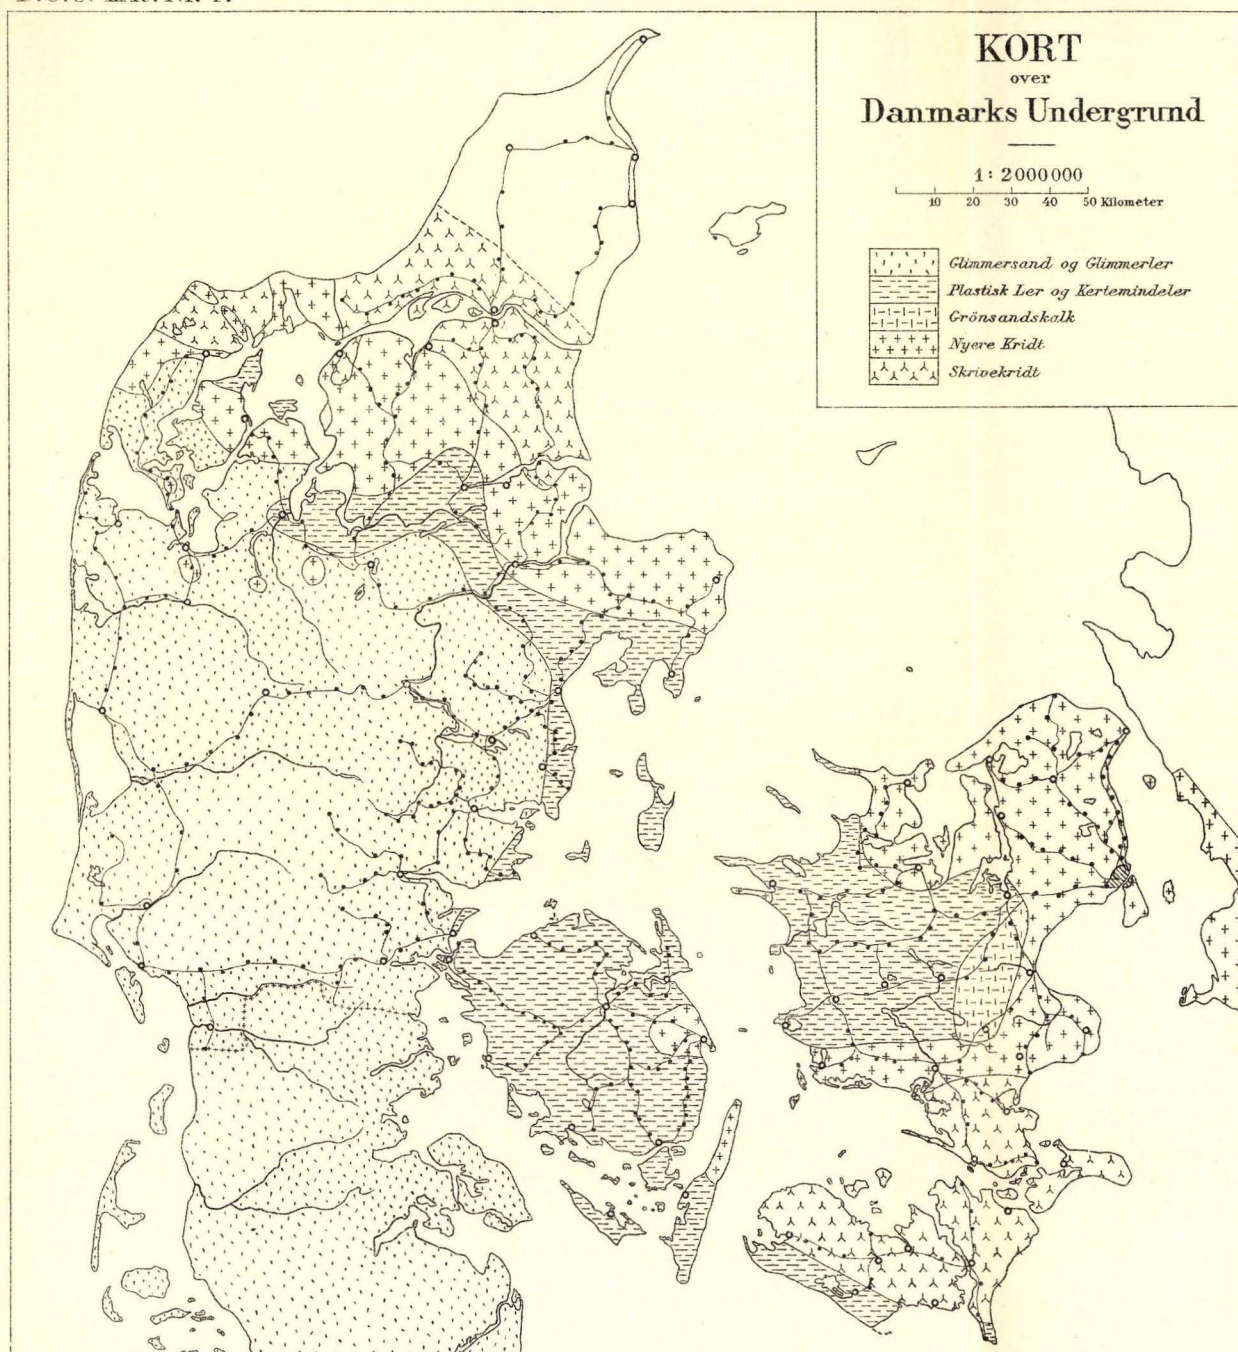 KORT
over
Danmarks Undergrund
1: 2000000
10 20 30 40 50 Kilometer
Glimmersand og Glimmerler
Plastisk Ler og Kertemindeler
Grönsandskalk
Nyere Kridt
Skrivekridt